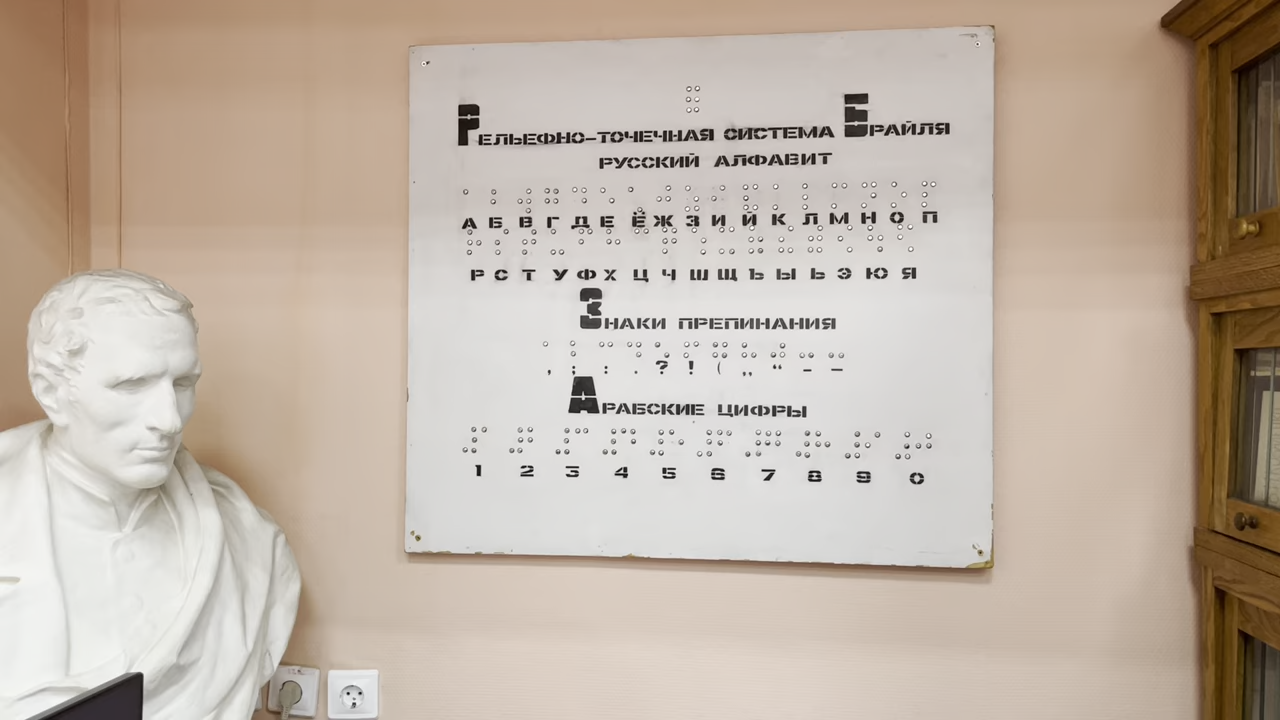 Рельефно-точечная система Брайля
русский алфавит
А Б В Г Д Е Ё Ж З И Й К Л М Н О П
Р С Т У Ф Х Ц Ч Ш Щ Ъ Ы Ь Э Ю Я
Знаки препинания
, ; : . ? ! ( „ “ - –
Арабские цифры
1 2 3 4 5 6 7 8 9 0